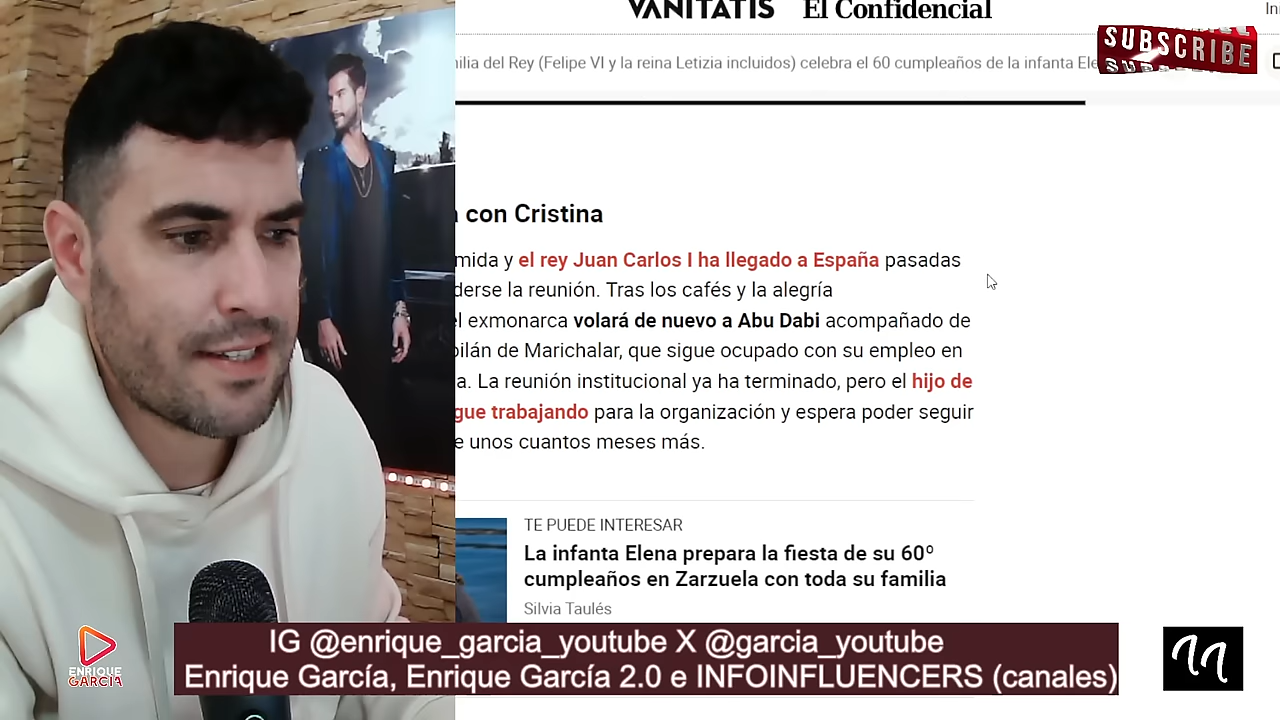 VANITATIS El Confidencial
SUBSCRIBE
milia del Rey (Felipe VI y la reina Letizia incluidos) celebra el 60 cumpleaños de la infanta Ele
con Cristina
mida y el rey Juan Carlos I ha llegado a España pasadas
derse la reunión. Tras los cafés y la alegría
el exmonarca volará de nuevo a Abu Dabi acompañado de
oilán de Marichalar, que sigue ocupado con su empleo en
a. La reunión institucional ya ha terminado, pero el hijo de
gue trabajando para la organización y espera poder seguir
e unos cuantos meses más.
TE PUEDE INTERESAR
La infanta Elena prepara la fiesta de su 60º
cumpleaños en Zarzuela con toda su familia
Silvia Taulés
IG @enrique_garcia_youtube X @garcia_youtube
Enrique García, Enrique García 2.0 e INFOINFLUENCERS (canales)
ENRIQUE
GARCIA